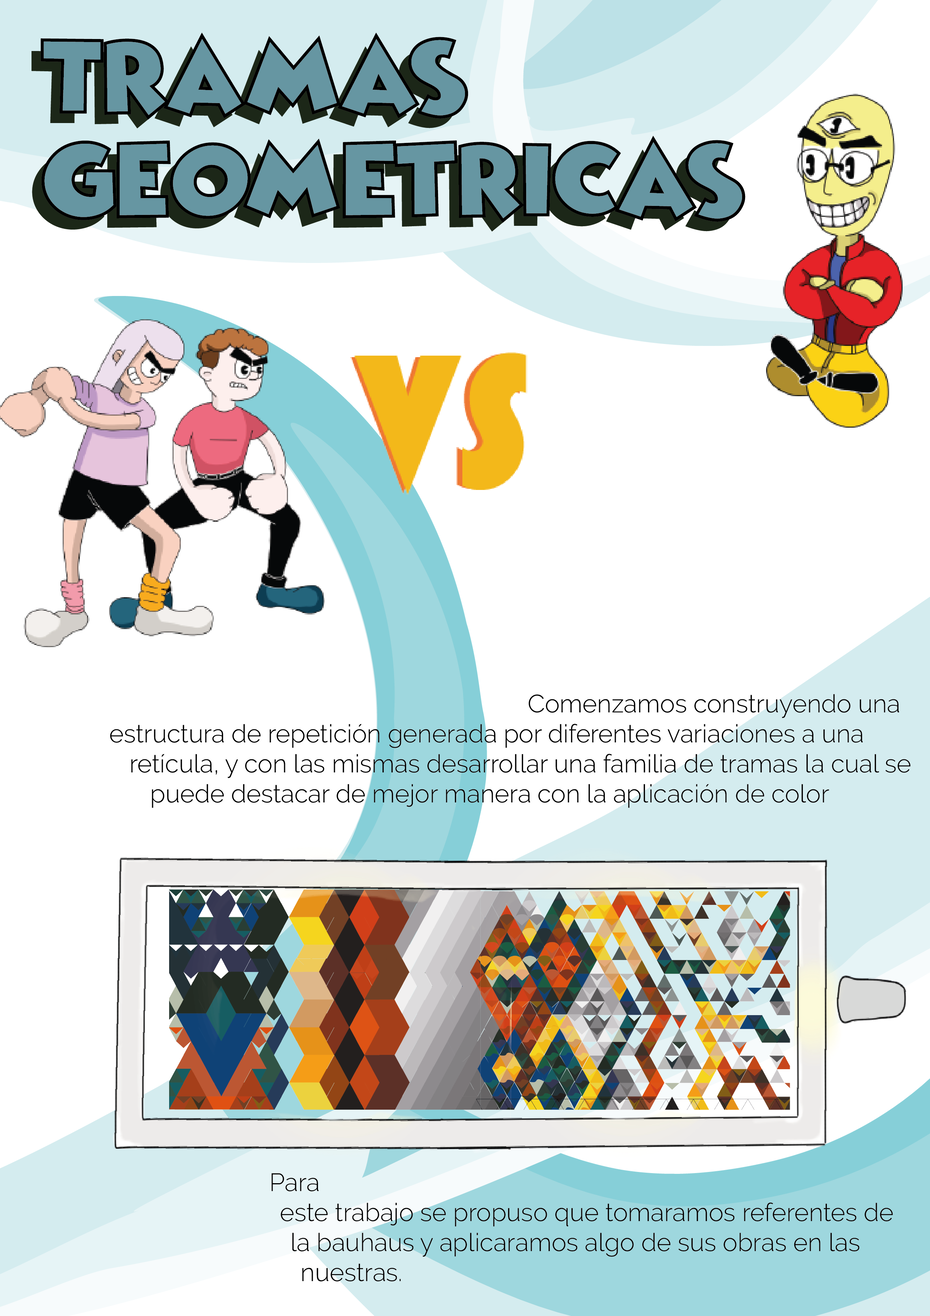 TRAMAS
GEOMETRICAS
VS
Comenzamos construyendo una
estructura de repetición generada por diferentes variaciones a una
retícula, y con las mismas desarrollar una familia de tramas la cual se
puede destacar de mejor manera con la aplicación de color
Para
este trabajo se propuso que tomaramos referentes de
la bauhaus y aplicaramos algo de sus obras en las
nuestras.